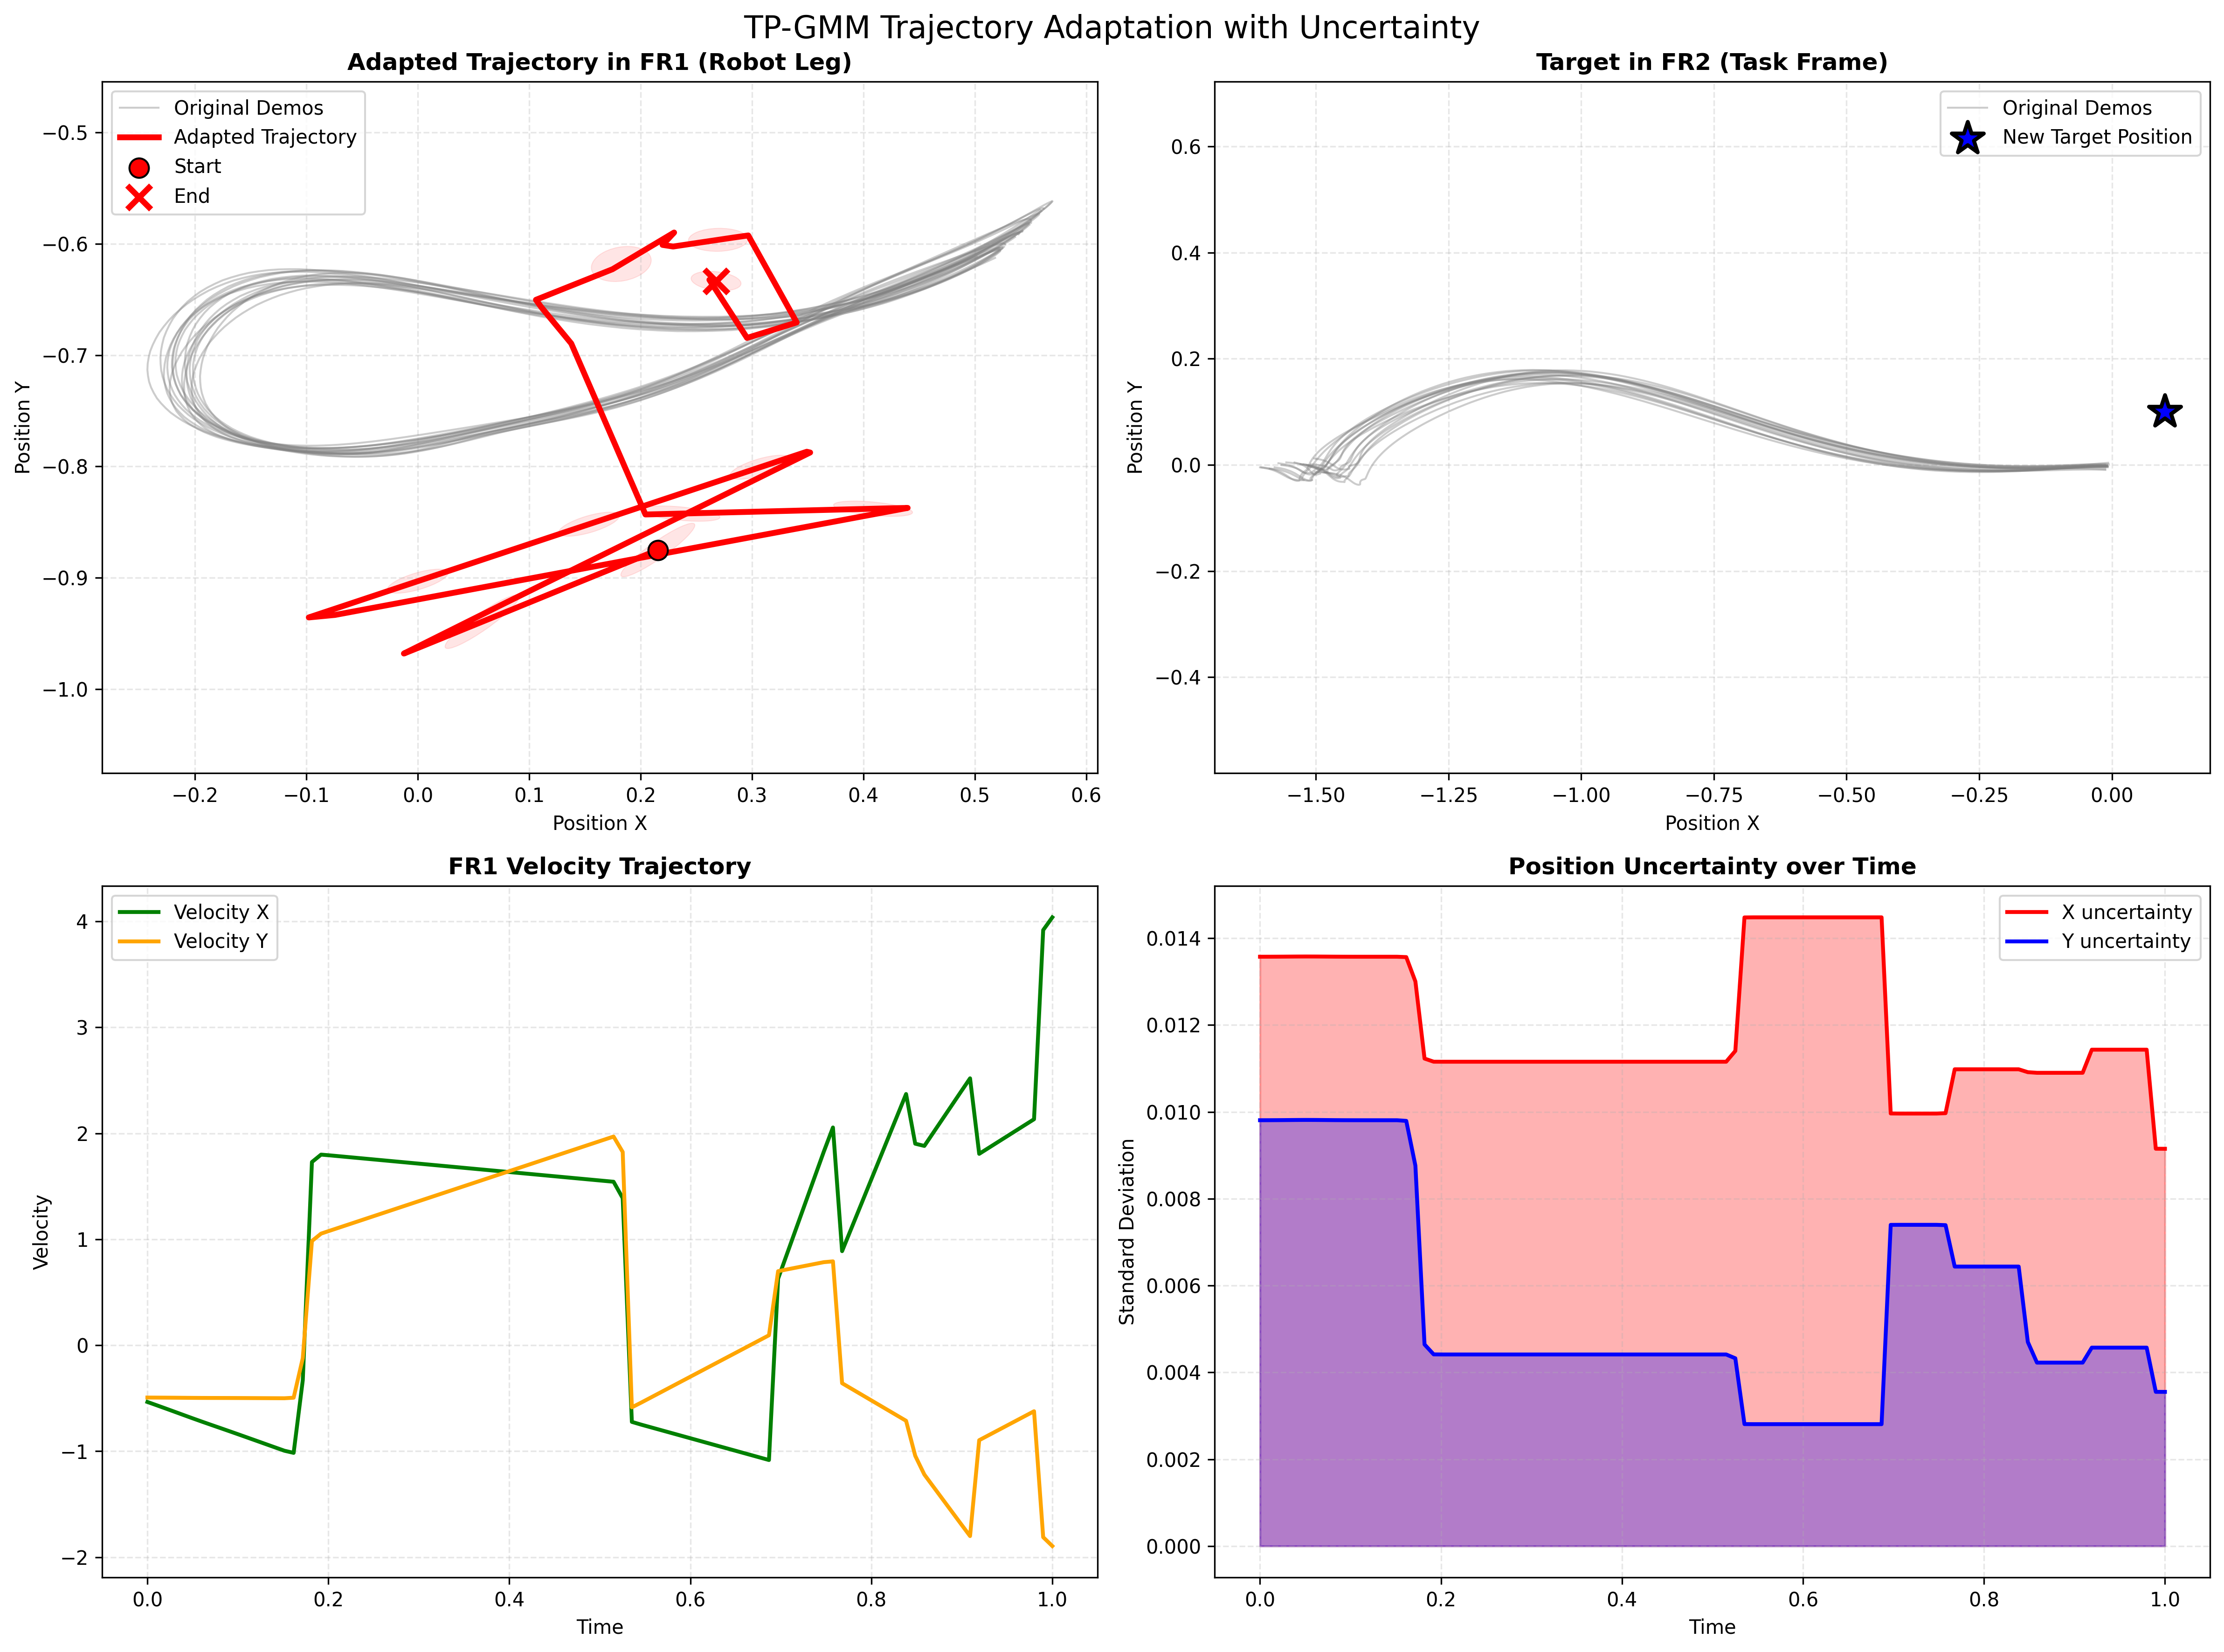 TP-GMM Trajectory Adaptation with Uncertainty
Adapted Trajectory in FR1 (Robot Leg)
Original Demos
Adapted Trajectory
Start
End
−0.5
−0.6
−0.7
−0.8
−0.9
−1.0
Position Y
−0.2 −0.1 0.0 0.1 0.2 0.3 0.4 0.5 0.6
Position X
Target in FR2 (Task Frame)
Original Demos
New Target Position
0.6
0.4
0.2
0.0
−0.2
−0.4
Position Y
−1.50 −1.25 −1.00 −0.75 −0.50 −0.25 0.00
Position X
FR1 Velocity Trajectory
Velocity X
Velocity Y
4
3
2
1
0
−1
−2
Velocity
0.0 0.2 0.4 0.6 0.8 1.0
Time
Position Uncertainty over Time
X uncertainty
Y uncertainty
0.014
0.012
0.010
0.008
0.006
0.004
0.002
0.000
Standard Deviation
0.0 0.2 0.4 0.6 0.8 1.0
Time